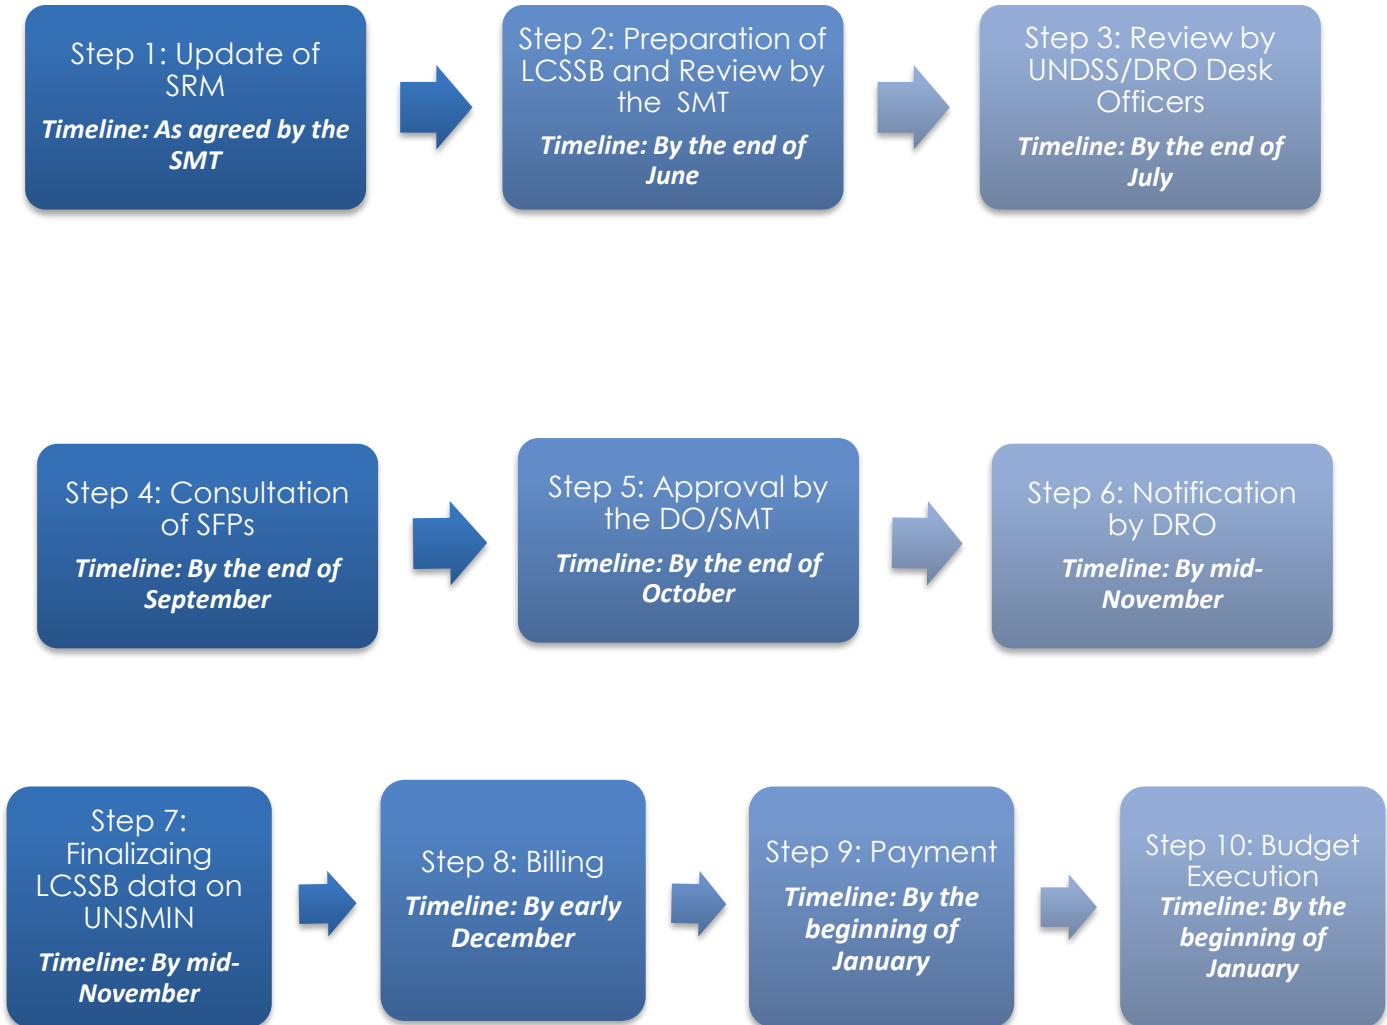 Step 1: Update of
SRM
Timeline: As agreed by the
SMT
Step 2: Preparation of
LCSSB and Review by
the SMT
Timeline: By the end of
June
Step 3: Review by
UNDSS/DRO Desk
Officers
Timeline: By the end of
July
Step 4: Consultation
of SFPs
Timeline: By the end of
September
Step 5: Approval by
the DO/SMT
Timeline: By the end of
October
Step 6: Notification
by DRO
Timeline: By mid-
November
Step 7:
Finalizaing
LCSSB data on
UNSMIN
Timeline: By mid-
November
Step 8: Billing
Timeline: By early
December
Step 9: Payment
Timeline: By the
beginning of
January
Step 10: Budget
Execution
Timeline: By the
beginning of
January